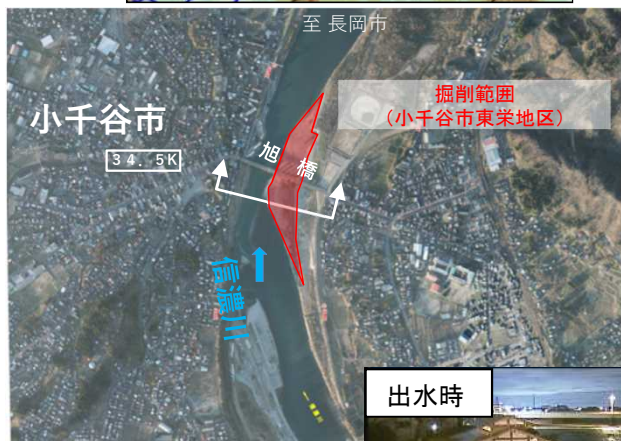 至 長岡市
掘削範囲
（小千谷市東栄地区）
小千谷市
34.5K
旭橋
信濃川
出水時